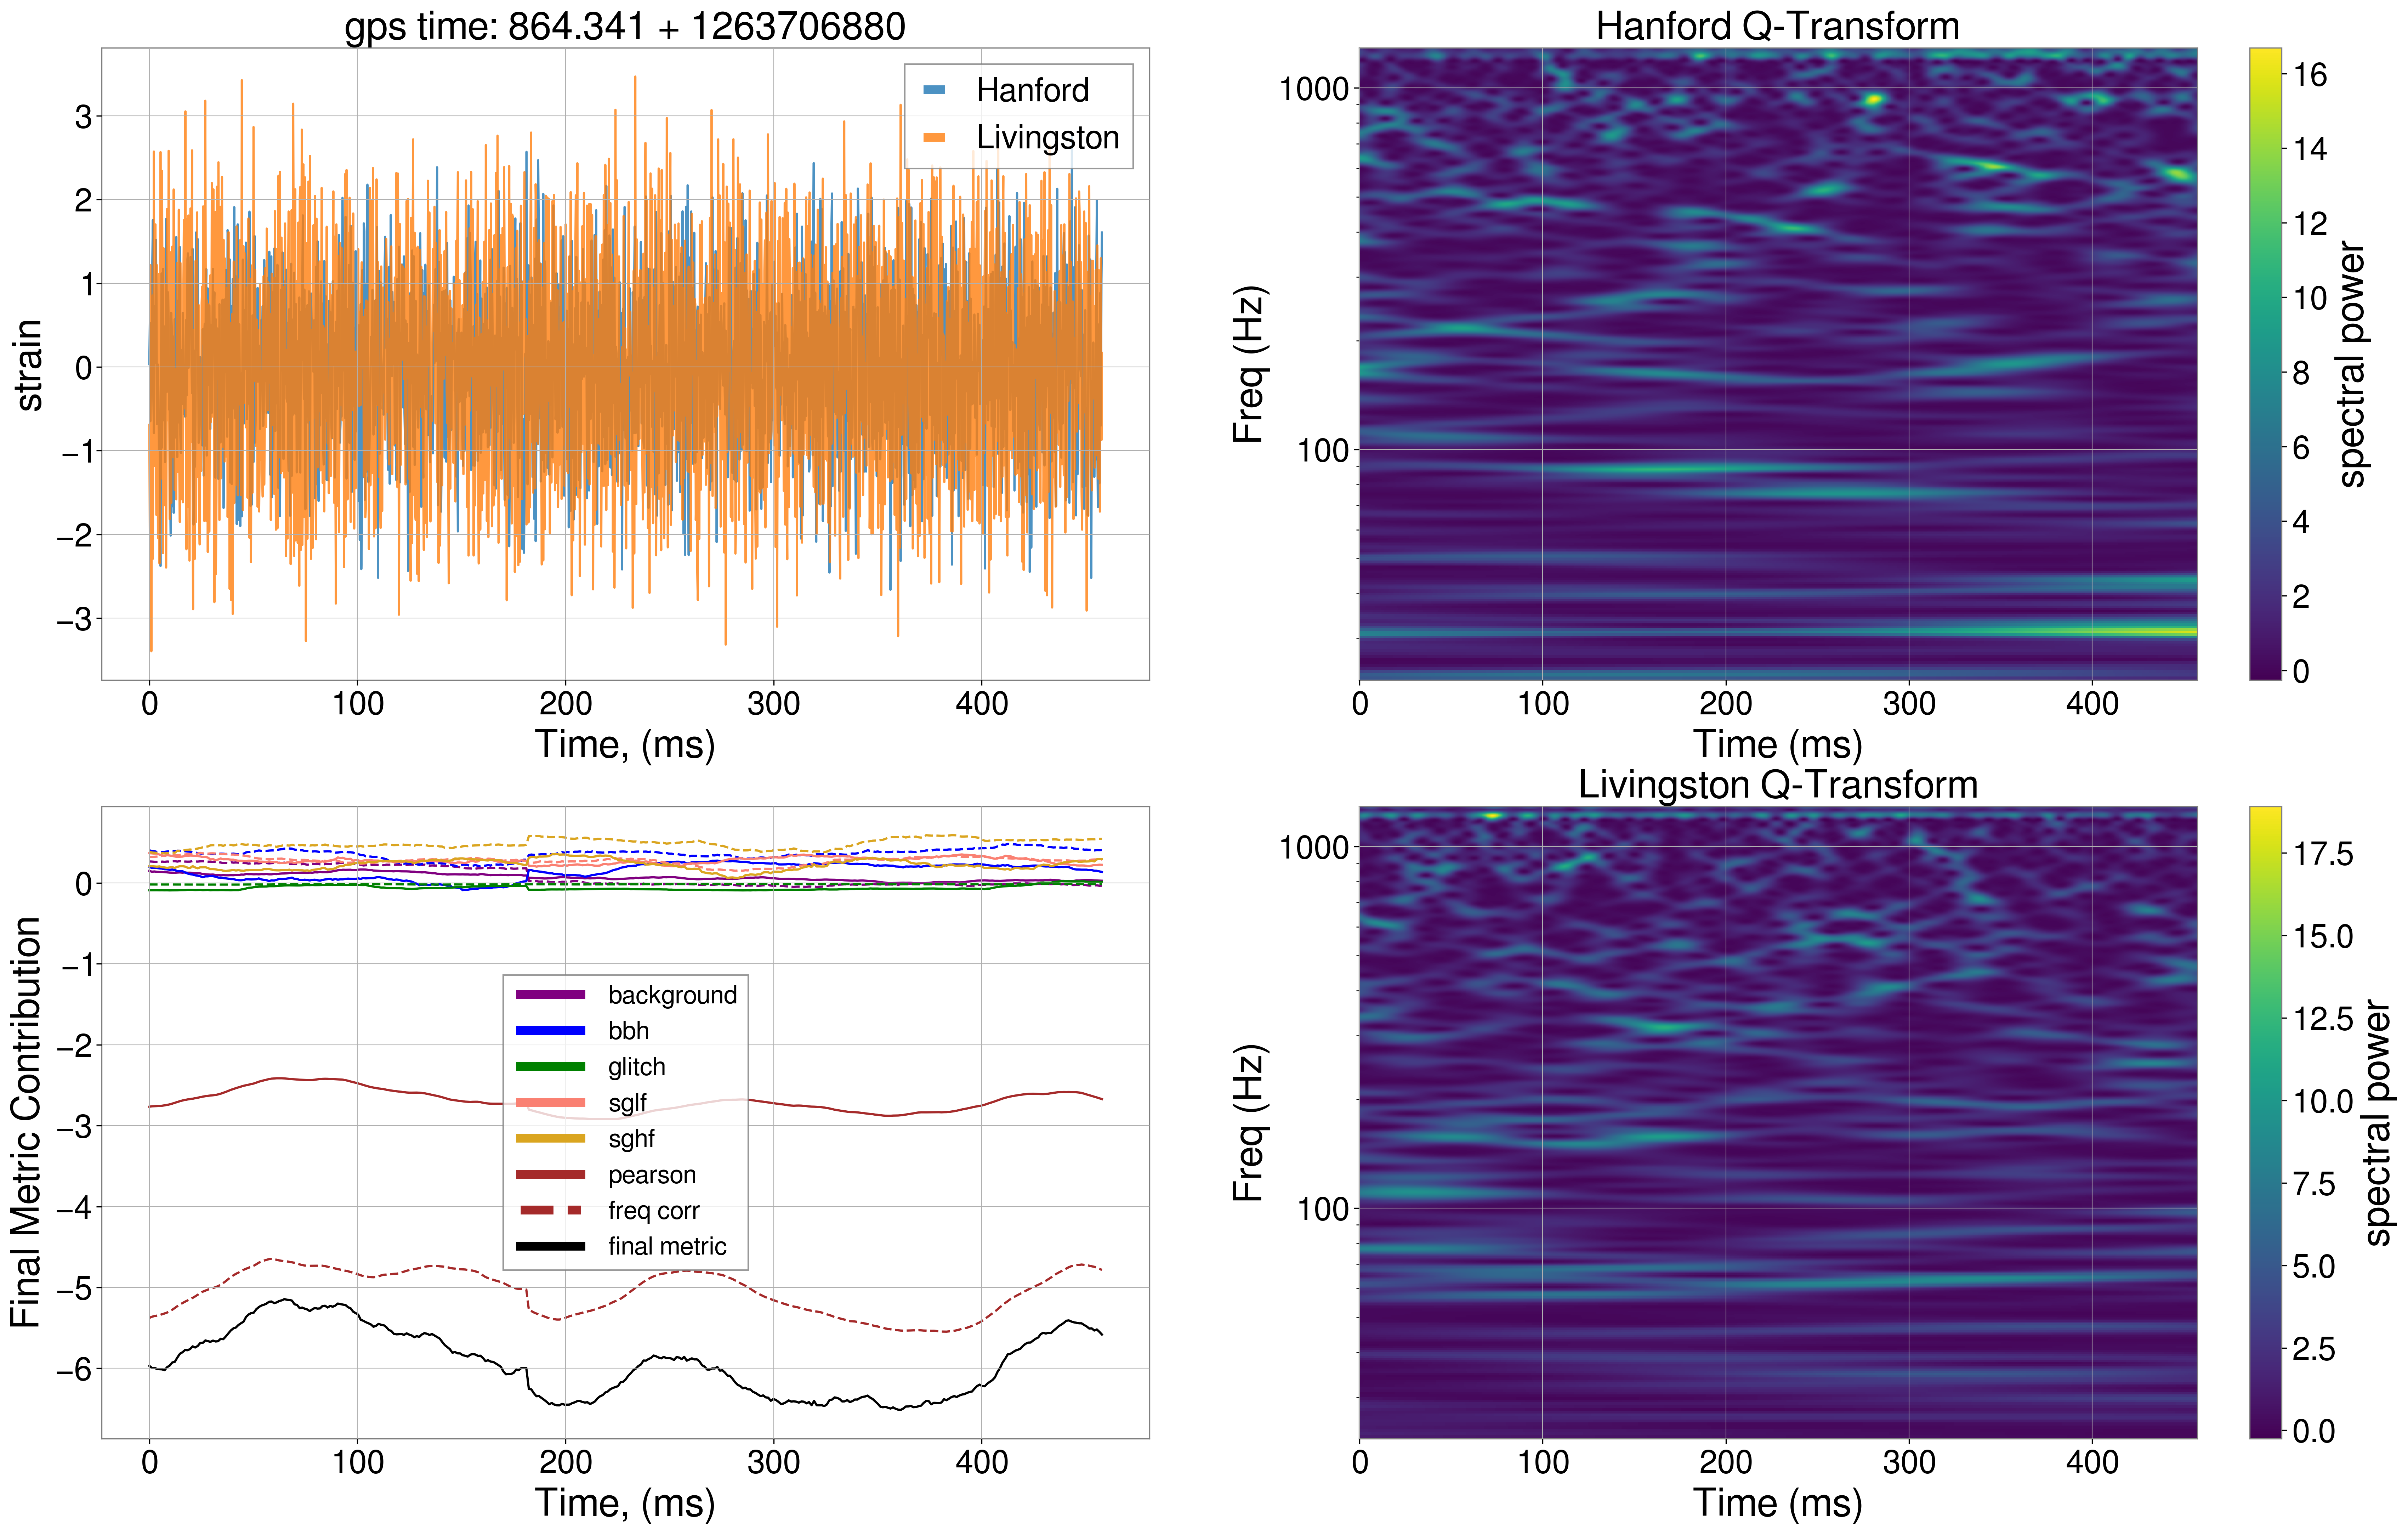 gps time: 864.341 + 1263706880
strain
3
2
1
0
−1
−2
−3
Hanford
Livingston
0 100 200 300 400
Time, (ms)
Hanford Q-Transform
Freq (Hz)
1000
100
0 100 200 300 400
Time (ms)
16
14
12
10
8
6
4
2
0
spectral power
Final Metric Contribution
0
−1
−2
−3
−4
−5
−6
background
bbh
glitch
sglf
sghf
pearson
freq corr
final metric
0 100 200 300 400
Time, (ms)
Livingston Q-Transform
Freq (Hz)
1000
100
0 100 200 300 400
Time (ms)
17.5
15.0
12.5
10.0
7.5
5.0
2.5
0.0
spectral power